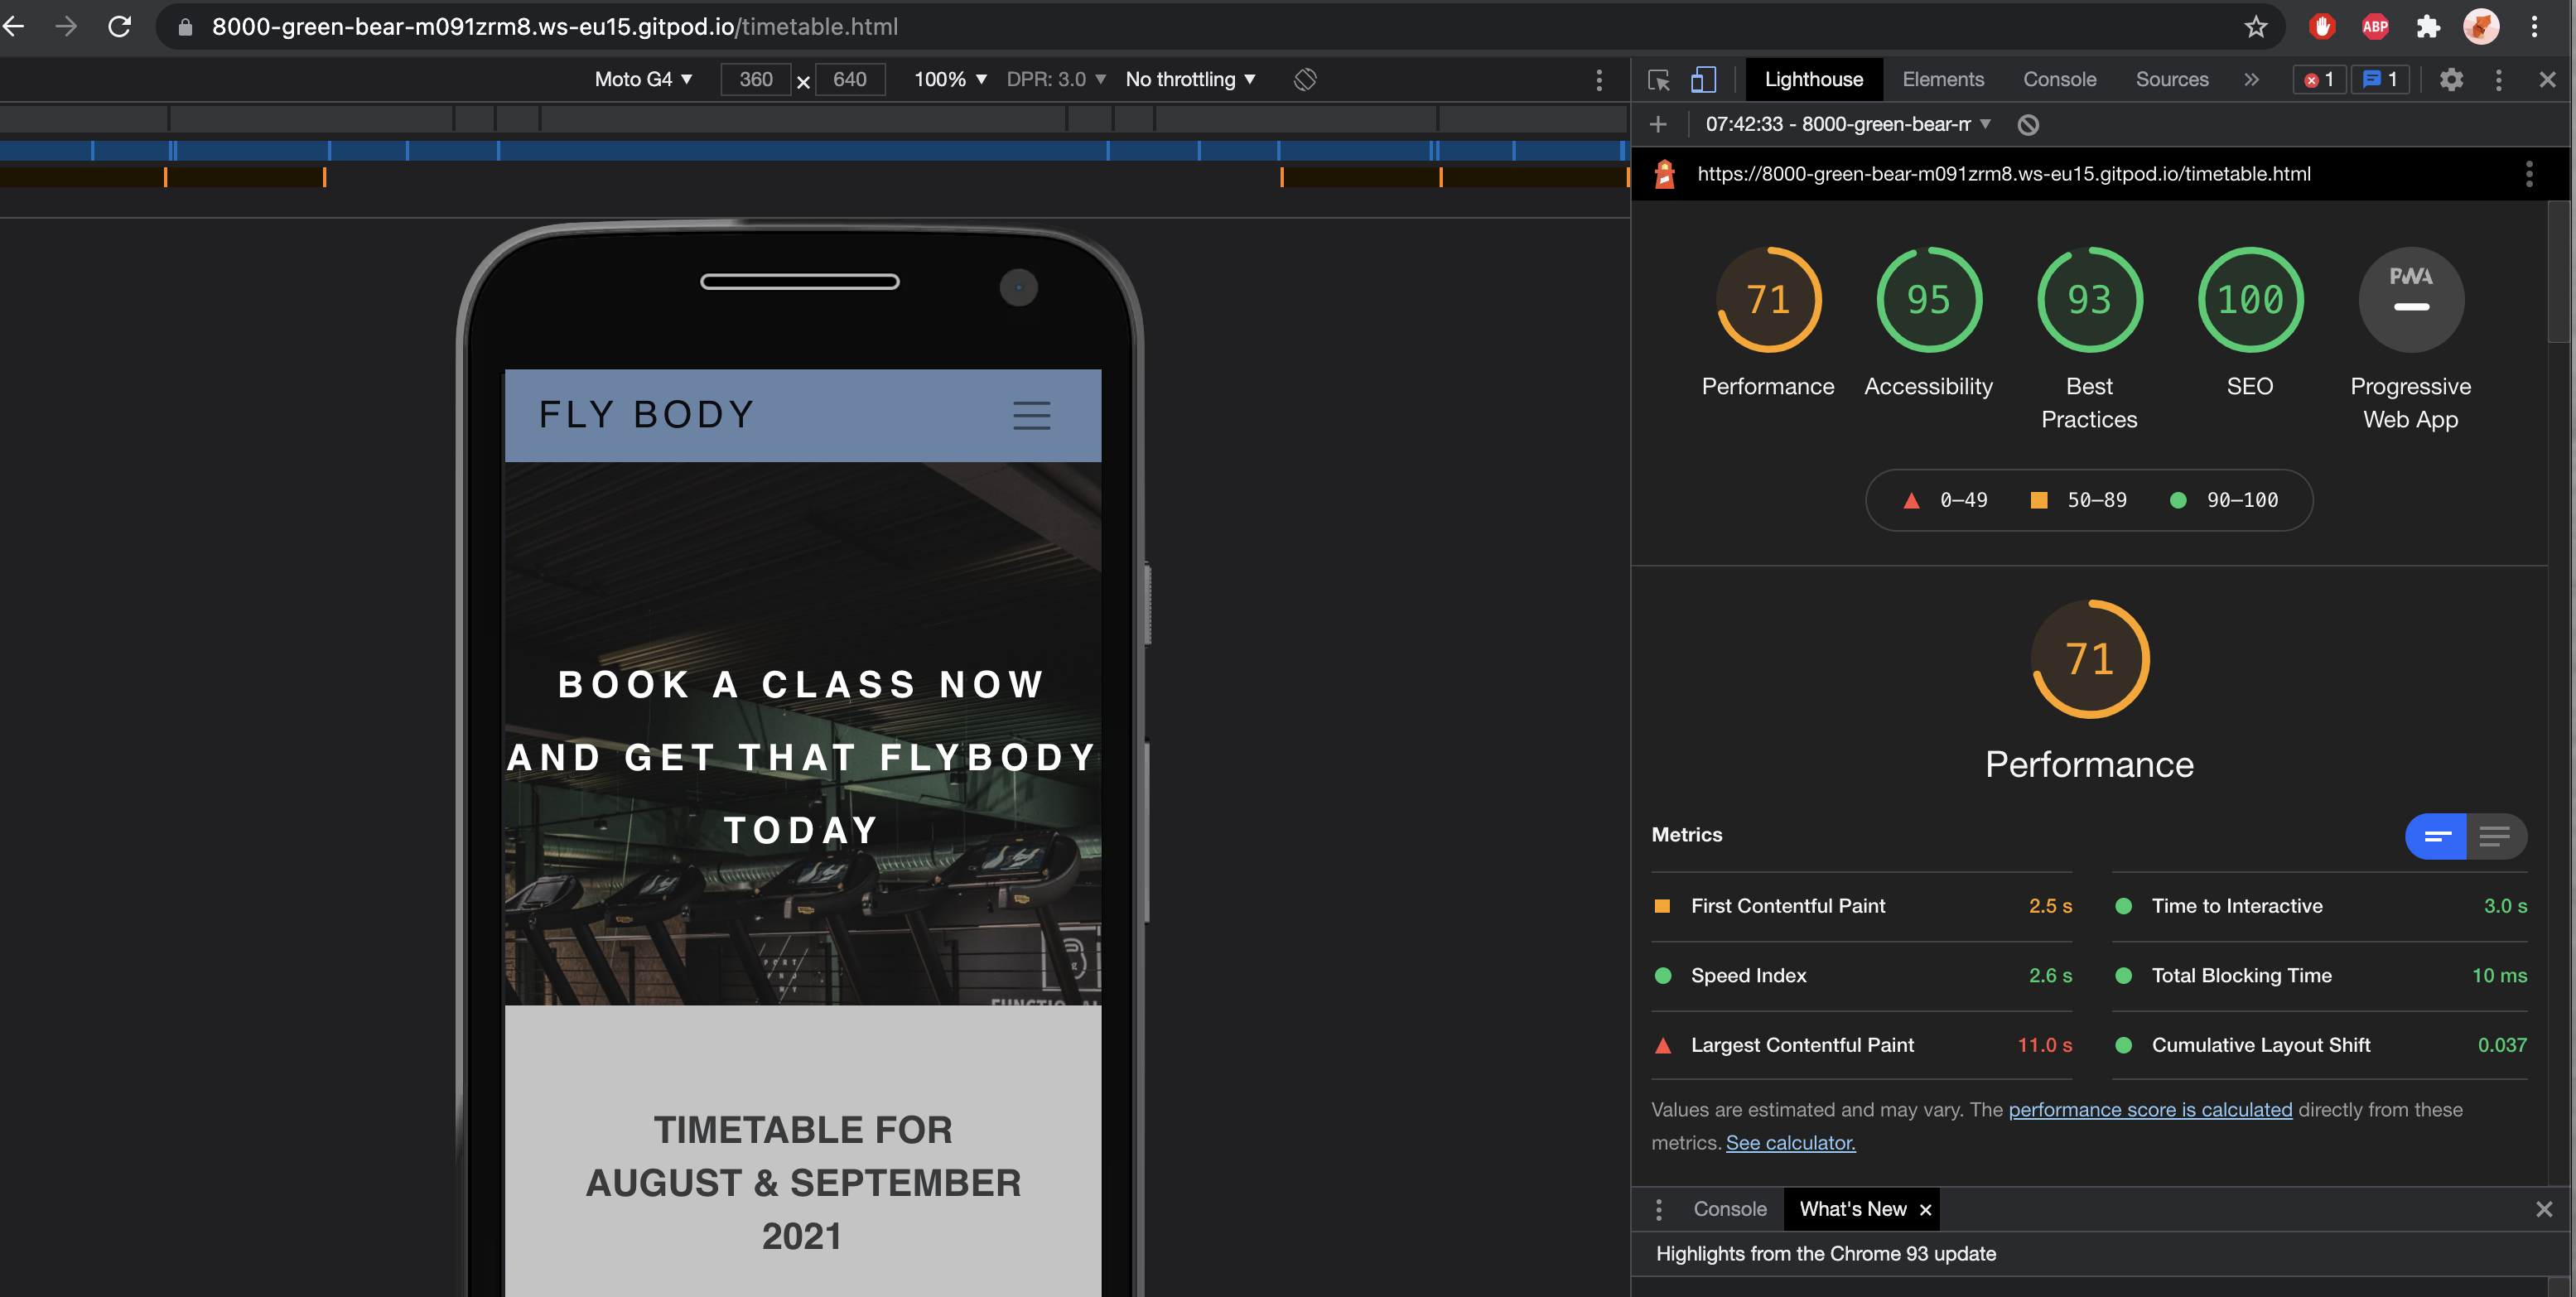 8000-green-bear-m091zrm8.ws-eu15.gitpod.io/timetable.html
ABP
Moto G4 360 × 640 100% DPR: 3.0 No throttling
Lighthouse Elements Console Sources » 1 1
07:42:33 - 8000-green-bear-m
https://8000-green-bear-m091zrm8.ws-eu15.gitpod.io/timetable.html
71 95 93 100 PWA
Performance Accessibility Best Practices SEO Progressive Web App
0–49 50–89 90–100
71
Performance
Metrics
First Contentful Paint 2.5 s Time to Interactive 3.0 s
Speed Index 2.6 s Total Blocking Time 10 ms
Largest Contentful Paint 11.0 s Cumulative Layout Shift 0.037
Values are estimated and may vary. The performance score is calculated directly from these
metrics. See calculator.
Console What's New ×
Highlights from the Chrome 93 update
FLY BODY
BOOK A CLASS NOW
AND GET THAT FLYBODY
TODAY
TIMETABLE FOR
AUGUST & SEPTEMBER
2021